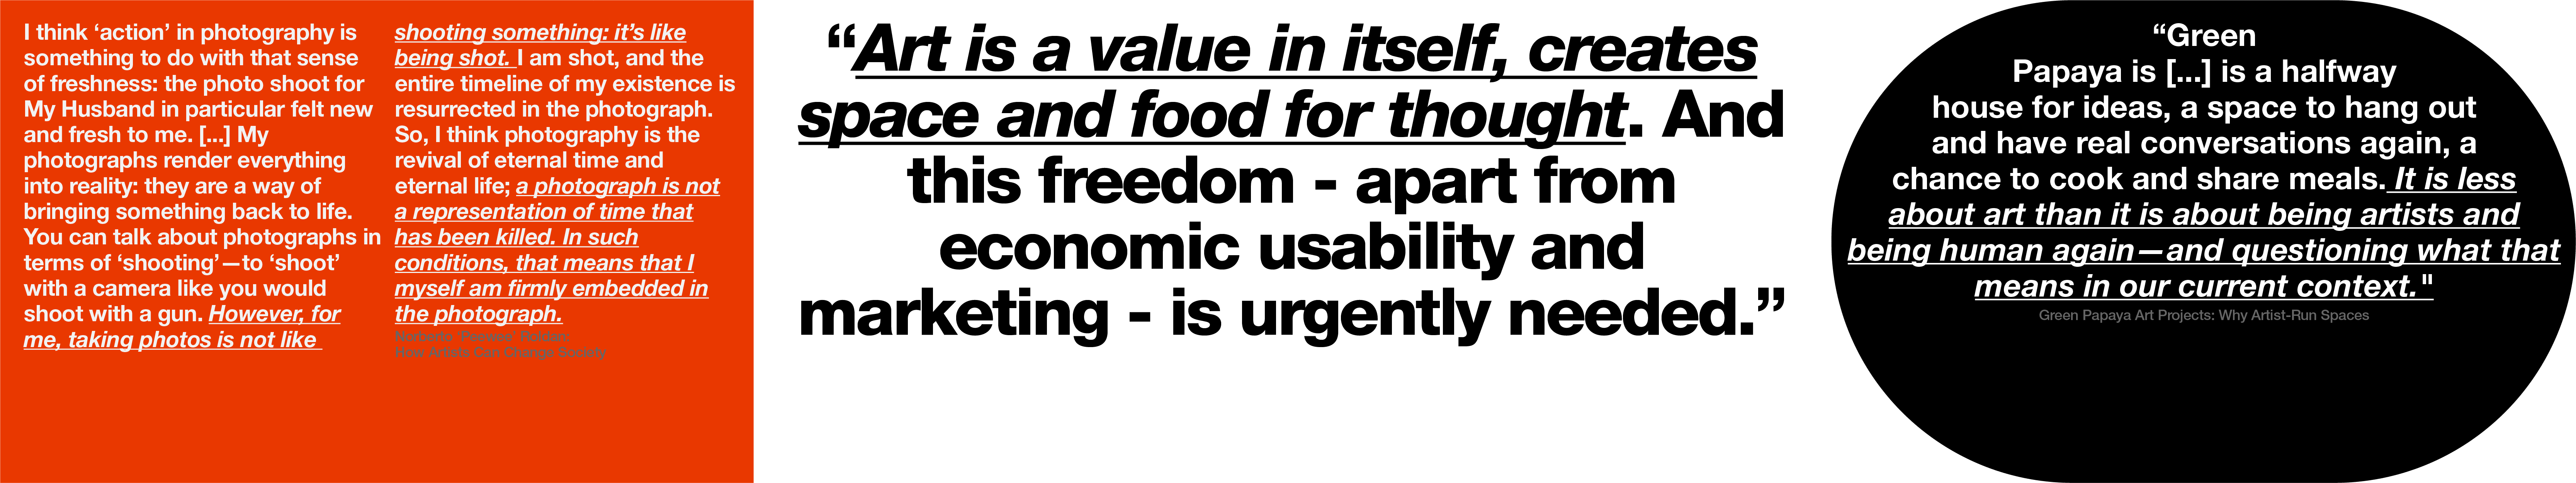 I think ‘action’ in photography is
something to do with that sense
of freshness: the photo shoot for
My Husband in particular felt new
and fresh to me. [...] My
photographs render everything
into reality: they are a way of
bringing something back to life.
You can talk about photographs in
terms of ‘shooting’—to ‘shoot’
with a camera like you would
shoot with a gun. However, for
me, taking photos is not like
shooting something: it’s like
being shot. I am shot, and the
entire timeline of my existence is
resurrected in the photograph.
So, I think photography is the
revival of eternal time and
eternal life; a photograph is not
a representation of time that
has been killed. In such
conditions, that means that I
myself am firmly embedded in
the photograph.
Norberto ‘Peewee’ Roldan:
How Artists Can Change Society
“Art is a value in itself, creates
space and food for thought. And
this freedom - apart from
economic usability and
marketing - is urgently needed.”
“Green
Papaya is [...] is a halfway
house for ideas, a space to hang out
and have real conversations again, a
chance to cook and share meals. It is less
about art than it is about being artists and
being human again—and questioning what that
means in our current context."
Green Papaya Art Projects: Why Artist-Run Spaces